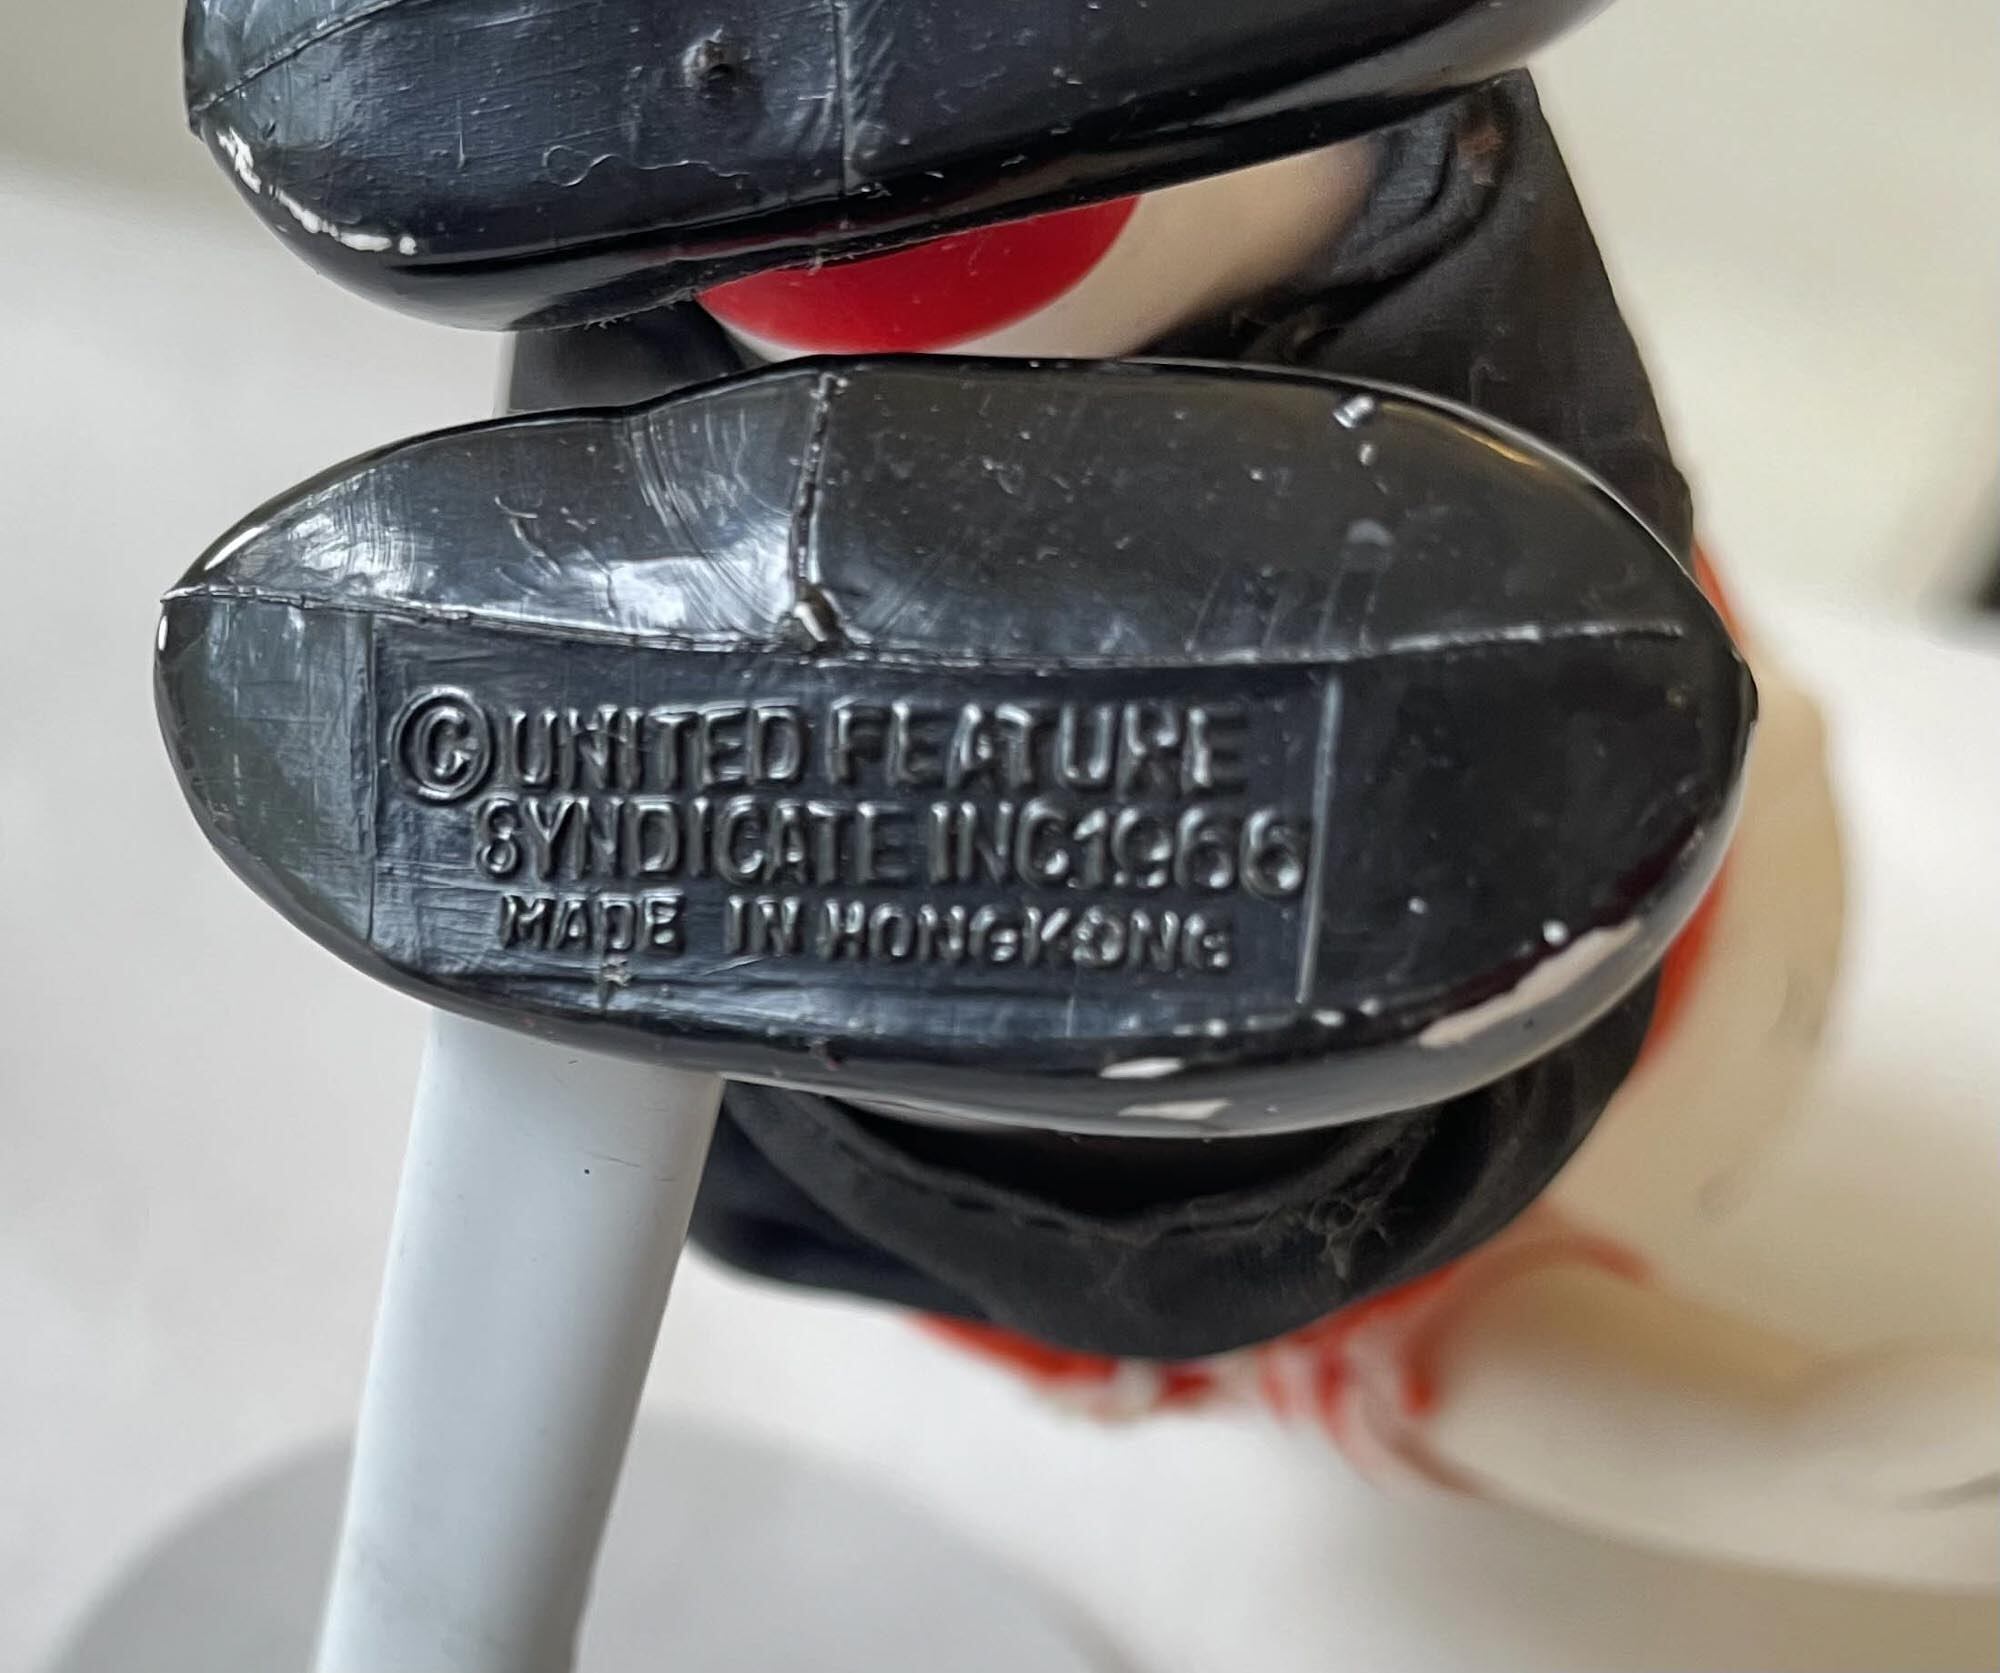 ©UNITED FEATURE
SYNDICATE INC1966
MADE IN HONGKONG